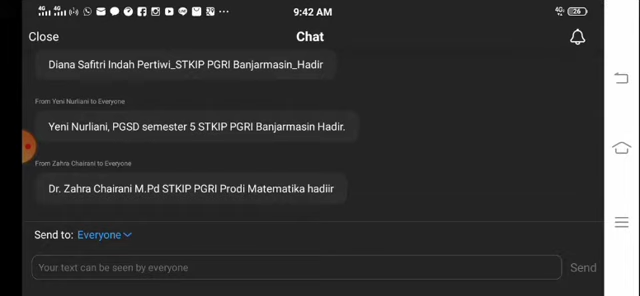 9:42 AM
26
Close
Chat
Diana Safitri Indah Pertiwi_STKIP PGRI Banjarmasin_Hadir
From Yeni Nurliani to Everyone
Yeni Nurliani, PGSD semester 5 STKIP PGRI Banjarmasin Hadir.
From Zahra Chairani to Everyone
Dr. Zahra Chairani M.Pd STKIP PGRI Prodi Matematika hadiir
Send to: Everyone
Your text can be seen by everyone
Send